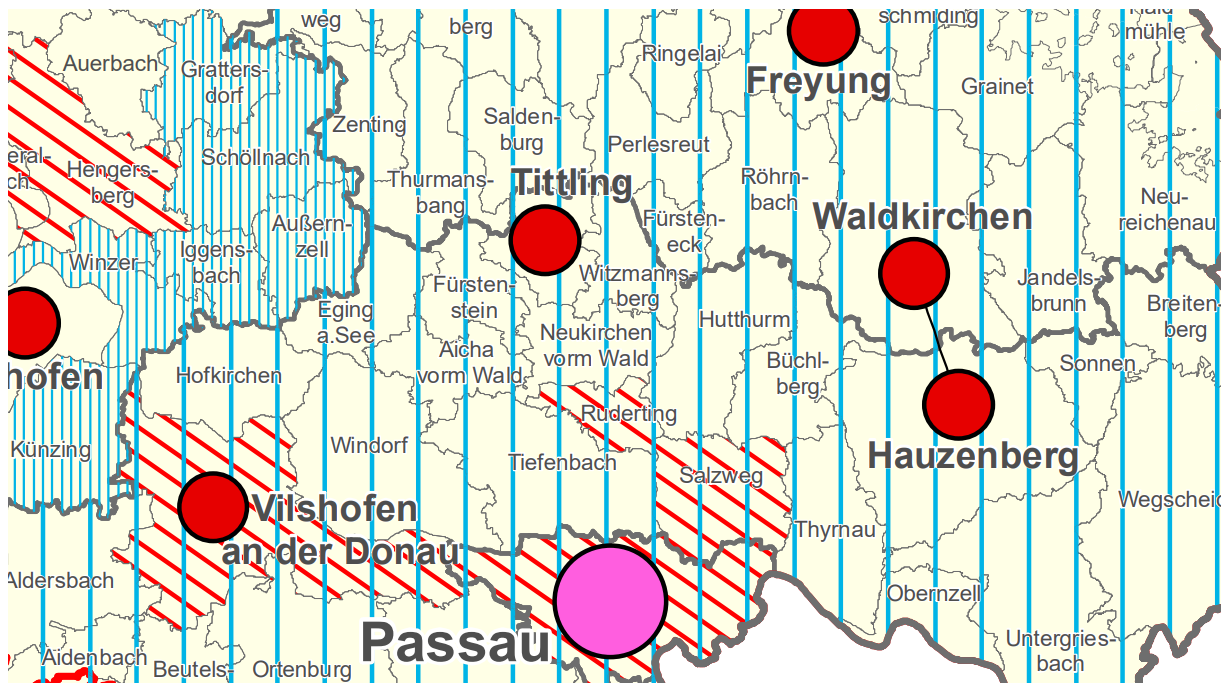 weg
berg
schmiding
mühle
Auerbach
Ringelai
Gratters-
dorf
Freyung
Grainet
Zenting
Salden-
burg
Perlesreut
eral-
ch
Hengers-
berg
Schöllnach
Thurmans-
bang
Tittling
Röhrn-
bach
Waldkirchen
Neu-
reichenau
Außern-
zell
Fürsten-
eck
Winzer
Iggens-
bach
Fürsten-
stein
Witzmanns-
berg
Jandels-
brunn
Breiten-
berg
Eging
a.See
Neukirchen
vorm Wald
Hutthurm
Aicha
vorm Wald
Büchl-
berg
Sonnen
hofen
Hofkirchen
Ruderting
Künzing
Windorf
Tiefenbach
Salzweg
Hauzenberg
Wegscheid
Vilshofen
an der Donau
Thyrnau
Aldersbach
Obernzell
Passau
Untergries-
bach
Aidenbach
Beutels-
Ortenburg